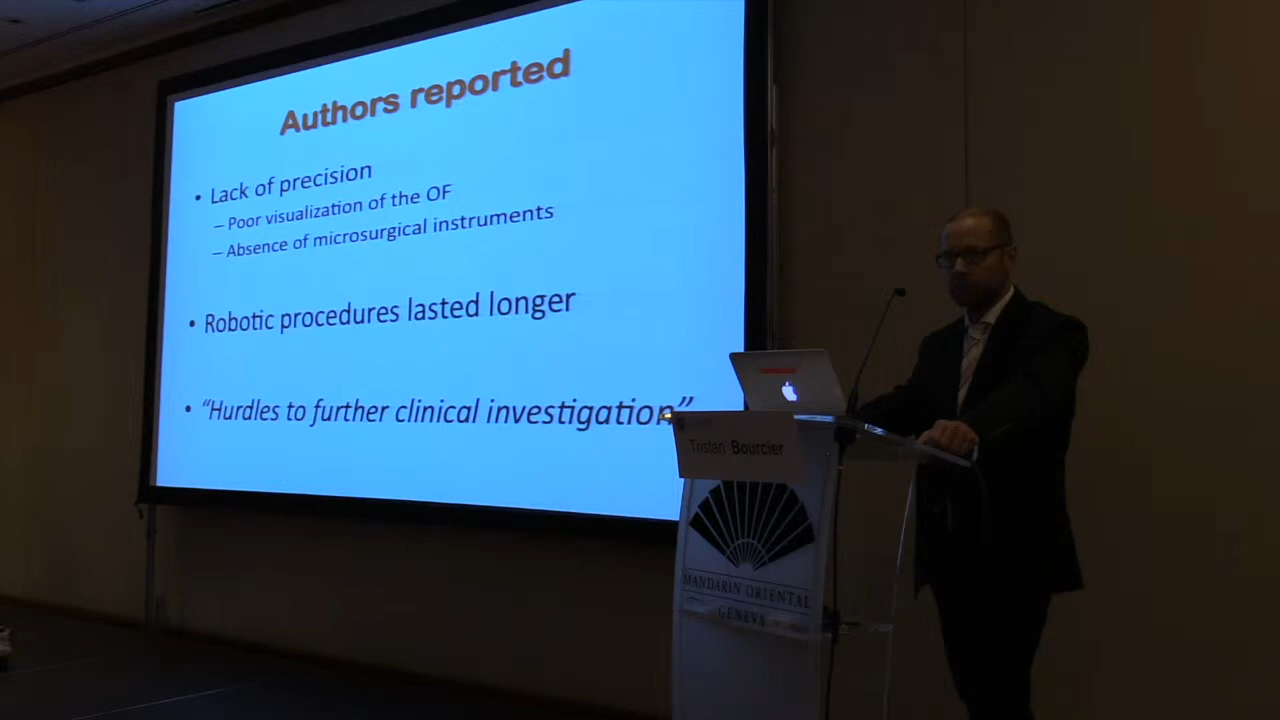 Authors reported
• Lack of precision
– Poor visualization of the OF
– Absence of microsurgical instruments
• Robotic procedures lasted longer
• “Hurdles to further clinical investigation”
Tristan Bourcier
MANDARIN ORIENTAL
GENEVA